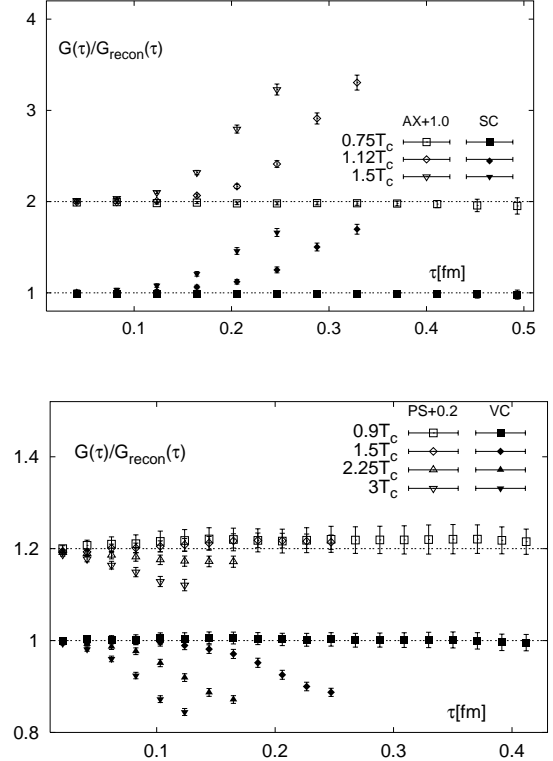 4
G(τ)/G_recon(τ)
AX+1.0 SC
3
0.75T_c
1.12T_c
1.5T_c
2
τ[fm]
1
0.1 0.2 0.3 0.4 0.5
PS+0.2 VC
G(τ)/G_recon(τ)
0.9T_c
1.4
1.5T_c
2.25T_c
3T_c
1.2
1
τ[fm]
0.8
0.1 0.2 0.3 0.4